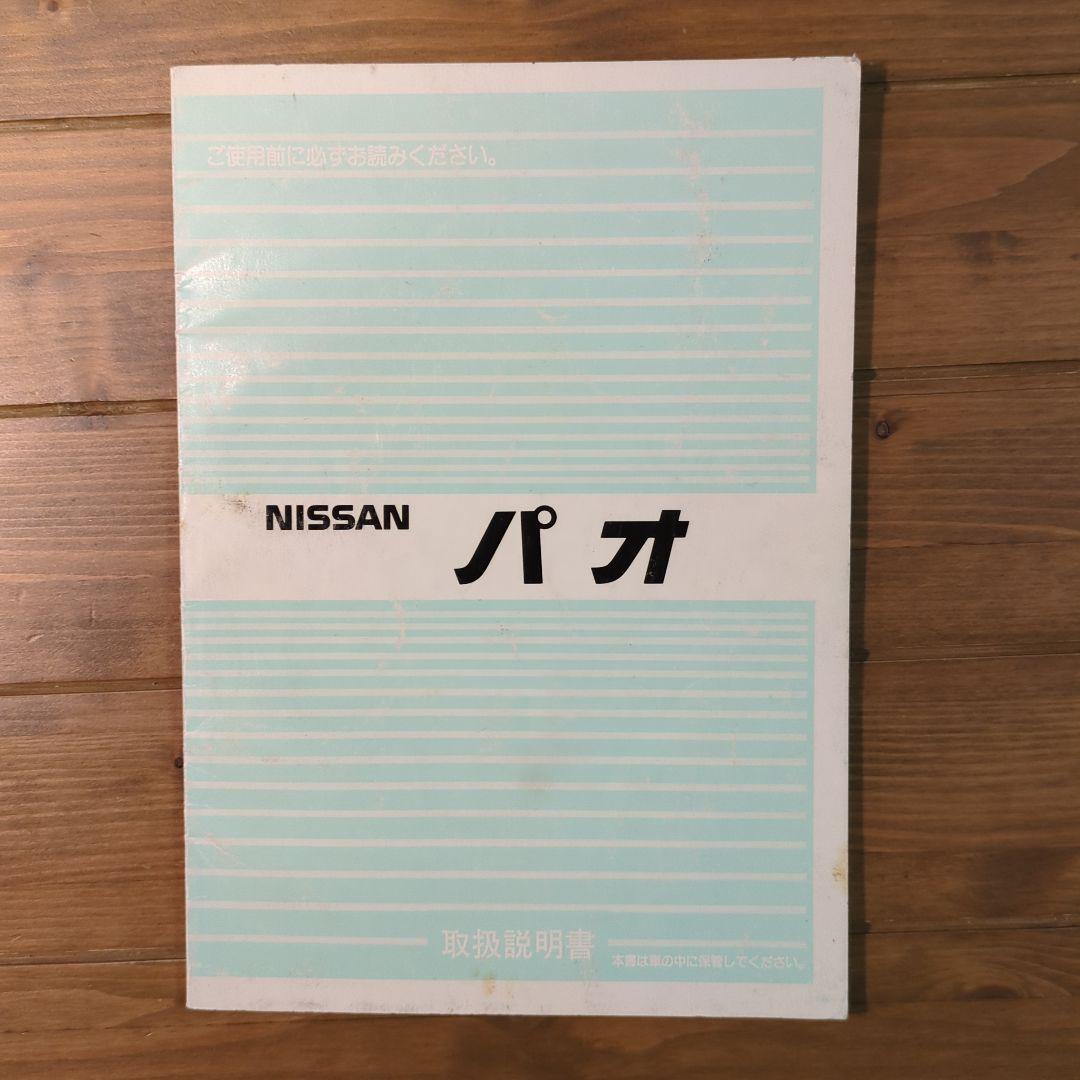 ご使用前に必ずお読みください。
NISSAN パオ
取扱説明書
本書は車の中に保管してください。